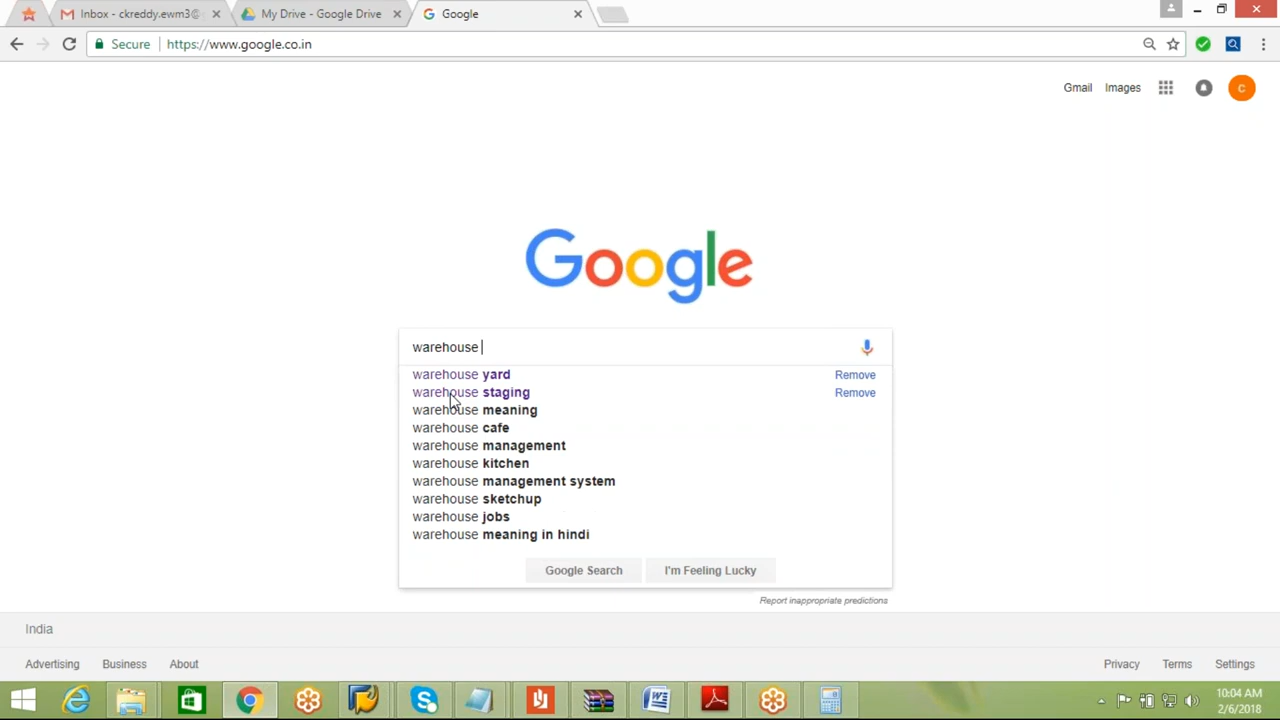 Inbox - ckreddy.ewm3@
My Drive - Google Drive
Google
Secure
https://www.google.co.in
Gmail
Images
C
Google
warehouse
warehouse yard
Remove
warehouse staging
Remove
warehouse meaning
warehouse cafe
warehouse management
warehouse kitchen
warehouse management system
warehouse sketchup
warehouse jobs
warehouse meaning in hindi
Google Search
I'm Feeling Lucky
Report inappropriate predictions
India
Advertising
Business
About
Privacy
Terms
Settings
10:04 AM
2/6/2018